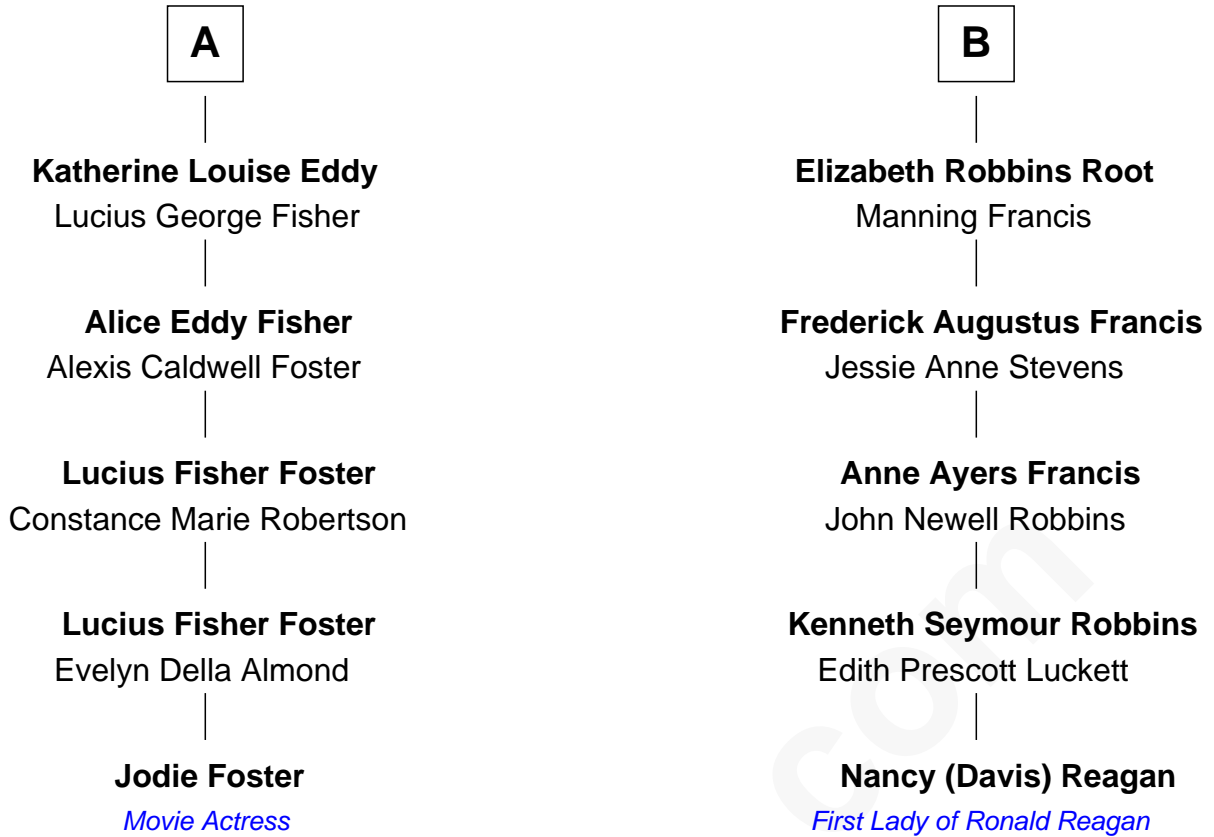 A
Katherine Louise Eddy
Lucius George Fisher
Alice Eddy Fisher
Alexis Caldwell Foster
Lucius Fisher Foster
Constance Marie Robertson
Lucius Fisher Foster
Evelyn Della Almond
Jodie Foster
Movie Actress
B
Elizabeth Robbins Root
Manning Francis
Frederick Augustus Francis
Jessie Anne Stevens
Anne Ayers Francis
John Newell Robbins
Kenneth Seymour Robbins
Edith Prescott Luckett
Nancy (Davis) Reagan
First Lady of Ronald Reagan
com